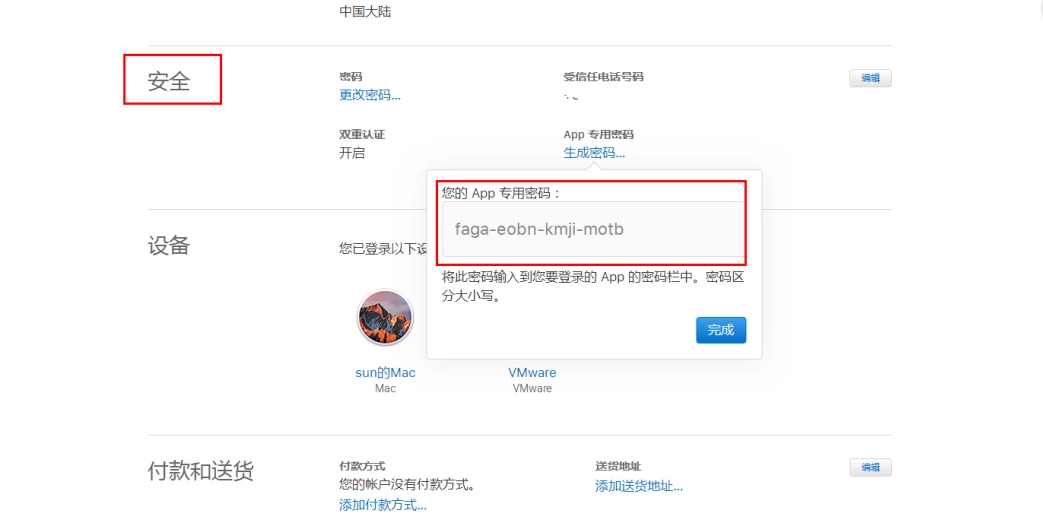 中国大陆
安全
密码
受信任电话号码
编辑
更改密码...
双重认证
App 专用密码
开启
生成密码...
您的 App 专用密码：
faga-eobn-kmji-motb
将此密码输入到您要登录的 App 的密码栏中。密码区
分大小写。
完成
设备
您已登录以下设
sun的Mac
Mac
VMware
VMware
付款和送货
付款方式
送货地址
编辑
您的帐户没有付款方式。
添加送货地址...
添加付款方式...